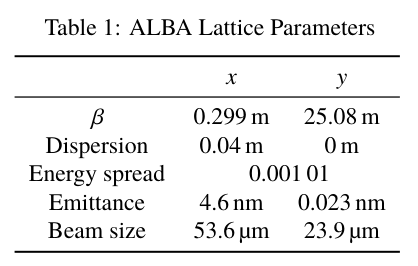 Table 1: ALBA Lattice Parameters
x y
β 0.299 m 25.08 m
Dispersion 0.04 m 0 m
Energy spread 0.001 01
Emittance 4.6 nm 0.023 nm
Beam size 53.6 µm 23.9 µm